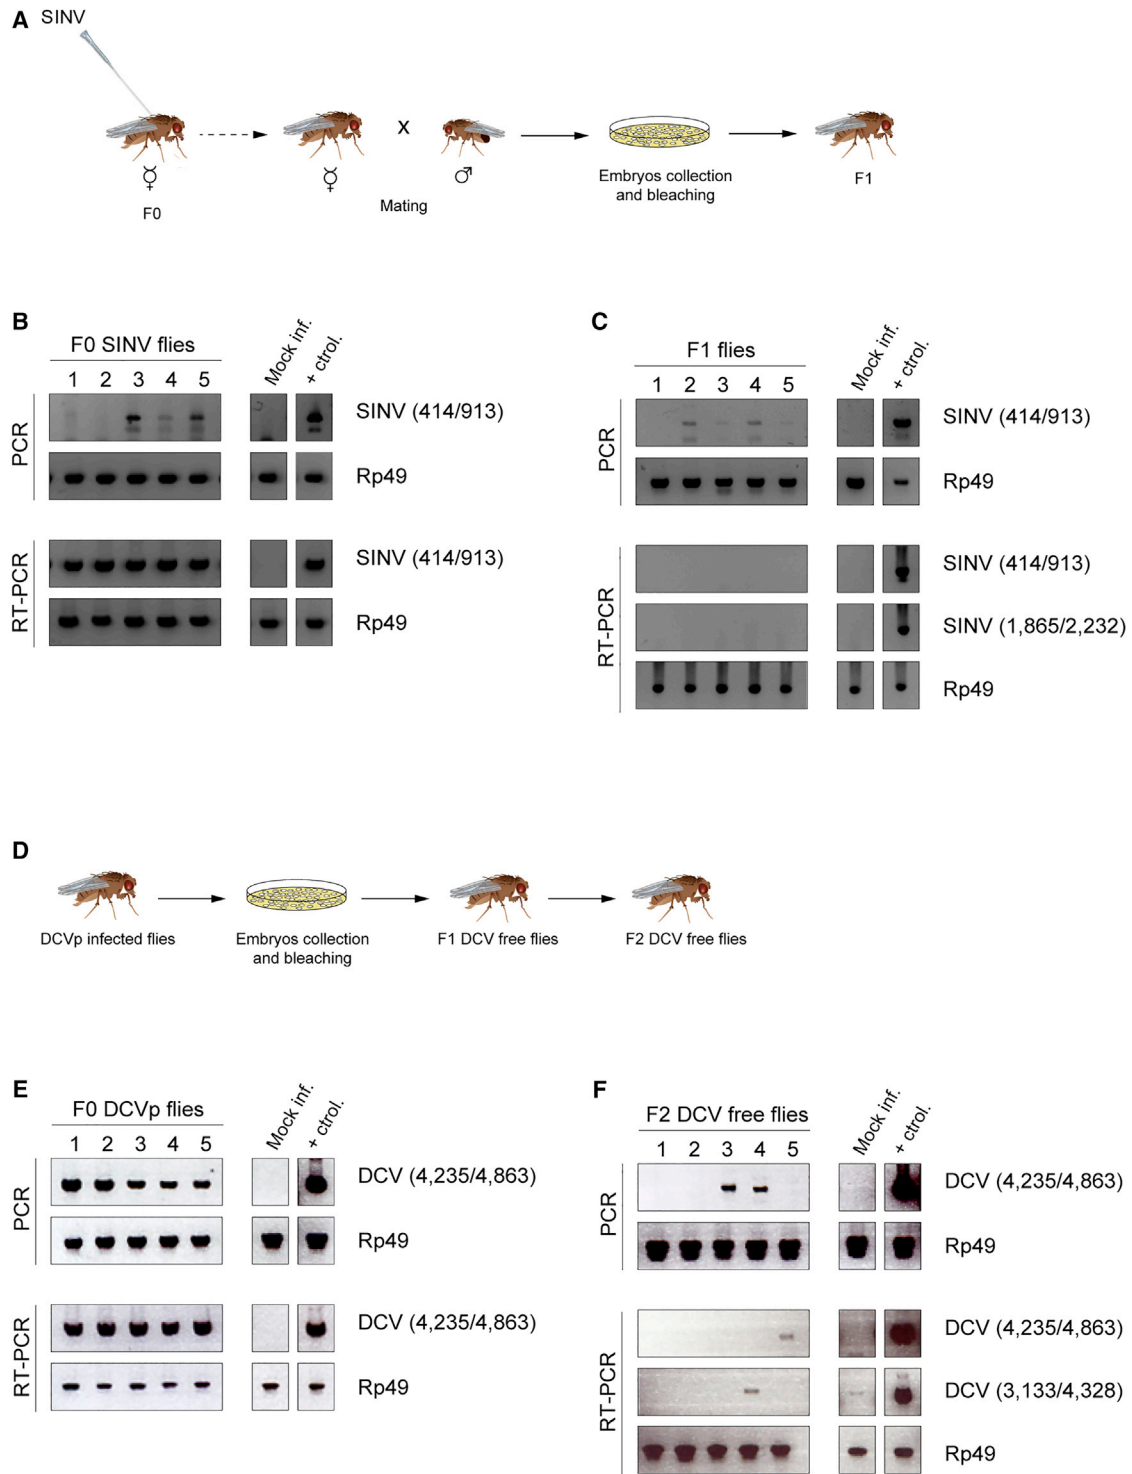 A
SINV
X
F0
Mating
Embryos collection
and bleaching
F1
B
F0 SINV flies
Mock inf.
+ ctrol.
1 2 3 4 5
PCR
SINV (414/913)
Rp49
RT-PCR
SINV (414/913)
Rp49
C
F1 flies
Mock inf.
+ ctrol.
1 2 3 4 5
PCR
SINV (414/913)
Rp49
RT-PCR
SINV (414/913)
SINV (1,865/2,232)
Rp49
D
DCVp infected flies
Embryos collection
and bleaching
F1 DCV free flies
F2 DCV free flies
E
F0 DCVp flies
Mock inf.
+ ctrol.
1 2 3 4 5
PCR
DCV (4,235/4,863)
Rp49
RT-PCR
DCV (4,235/4,863)
Rp49
F
F2 DCV free flies
Mock inf.
+ ctrol.
1 2 3 4 5
PCR
DCV (4,235/4,863)
Rp49
RT-PCR
DCV (4,235/4,863)
DCV (3,133/4,328)
Rp49